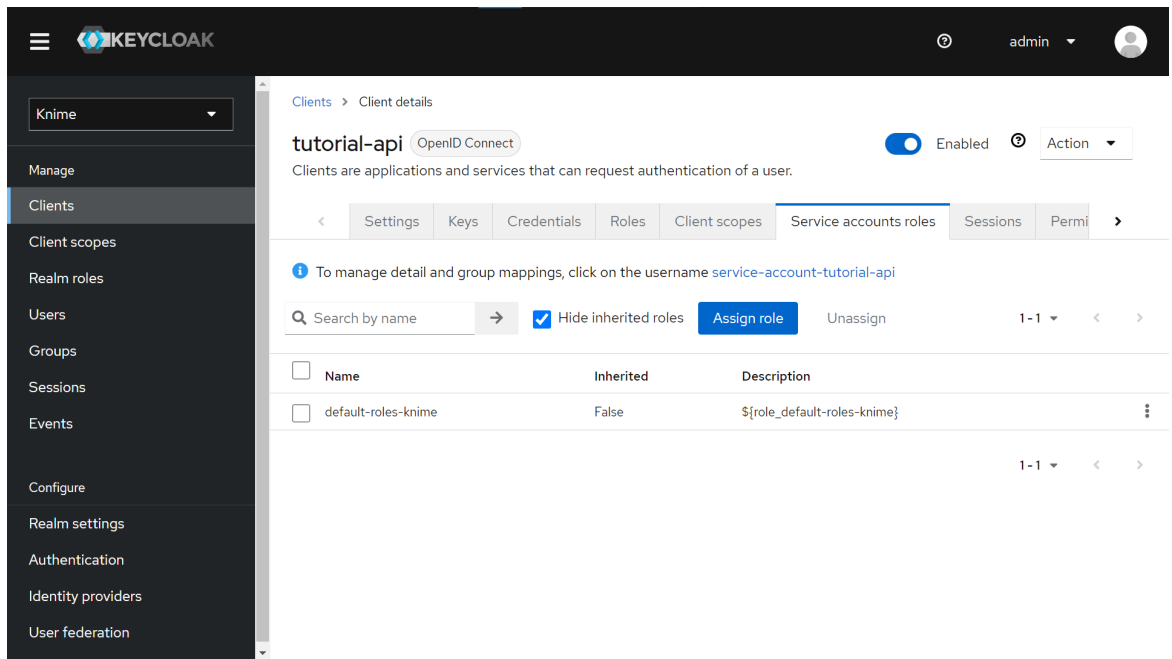 KEYCLOAK
admin
Knime
Manage
Clients
Client scopes
Realm roles
Users
Groups
Sessions
Events
Configure
Realm settings
Authentication
Identity providers
User federation
Clients > Client details
tutorial-api OpenID Connect
Enabled
Action
Clients are applications and services that can request authentication of a user.
Settings Keys Credentials Roles Client scopes Service accounts roles Sessions Permi
To manage detail and group mappings, click on the username service-account-tutorial-api
Search by name Hide inherited roles Assign role Unassign 1-1
Name Inherited Description
default-roles-knime False ${role_default-roles-knime}
1-1